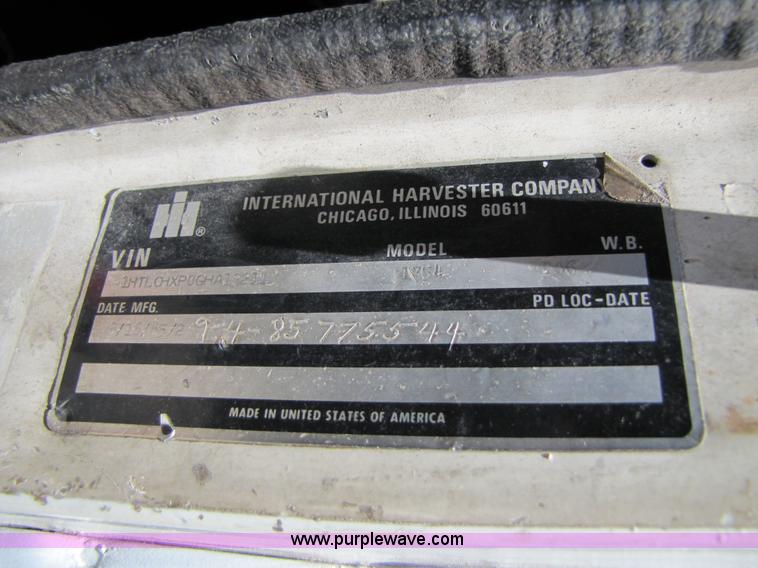 INTERNATIONAL HARVESTER COMPANY
CHICAGO, ILLINOIS 60611
VIN MODEL W.B.
DATE MFG. PD LOC-DATE
9-4-85 775544
MADE IN UNITED STATES OF AMERICA
www.purplewave.com